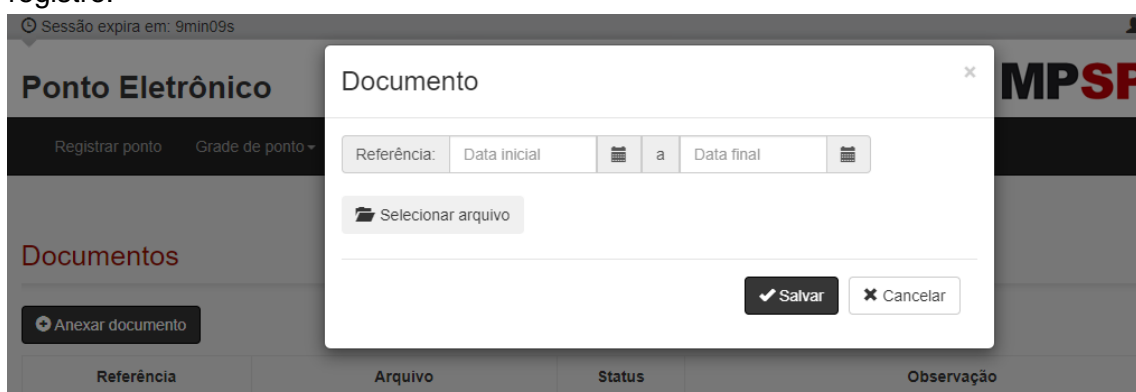 registro.
Sessão expira em: 9min09s
Ponto Eletrônico
MPSP
Registrar ponto Grade de ponto
Documento
×
Referência: Data inicial a Data final
Selecionar arquivo
Salvar Cancelar
Documentos
Anexar documento
Referência Arquivo Status Observação